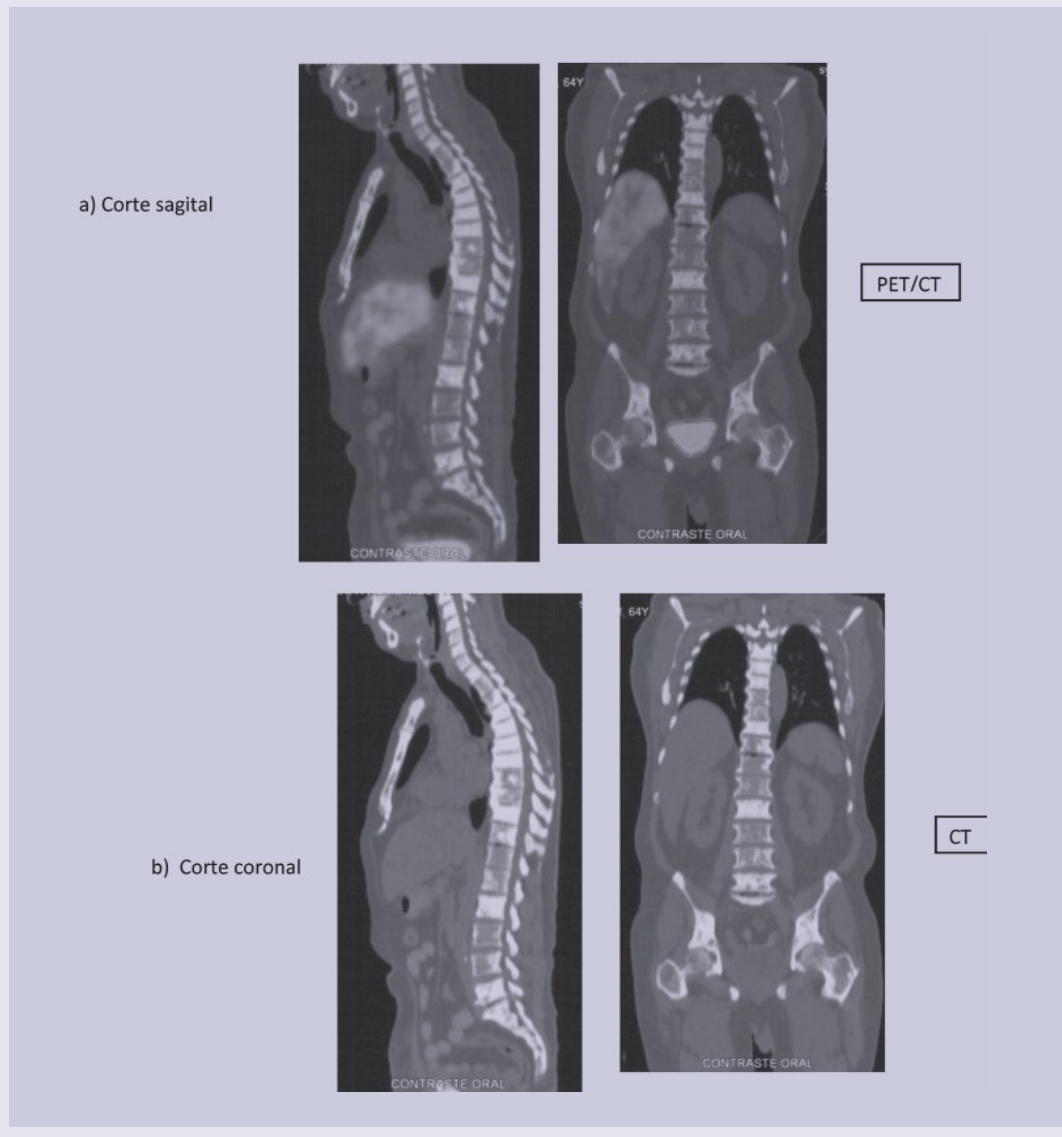 64Y
a) Corte sagital
PET/CT
CONTRASTE ORAL
CONTRASTE ORAL
, 64Y
CT
b) Corte coronal
CONTRASTE ORAL
CONTRASTE ORAL